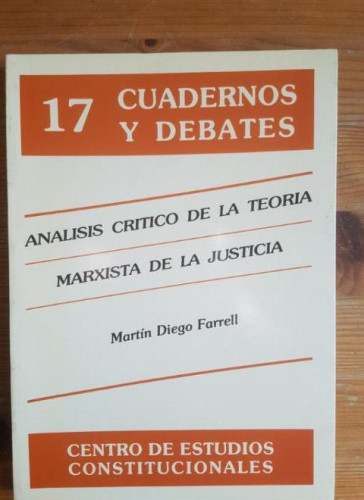 17 CUADERNOS
Y DEBATES
ANALISIS CRITICO DE LA TEORIA
MARXISTA DE LA JUSTICIA
Martín Diego Farrell
CENTRO DE ESTUDIOS
CONSTITUCIONALES